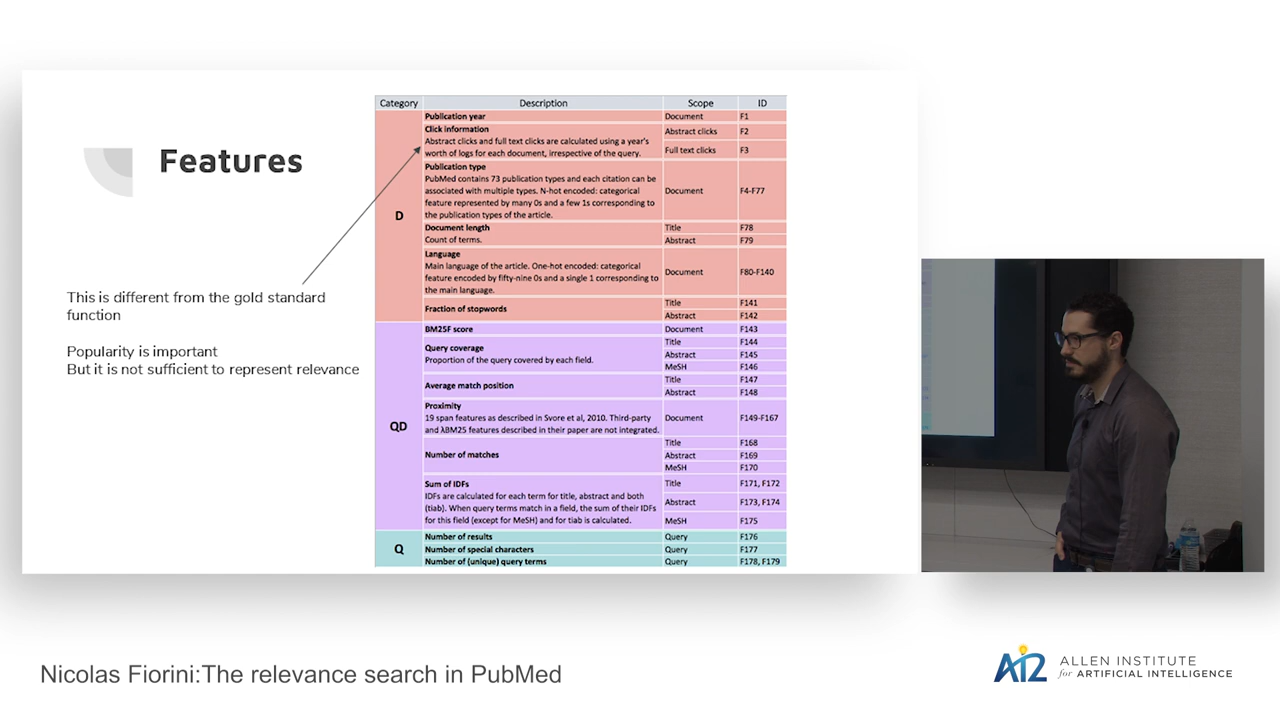 Features
This is different from the gold standard
function
Popularity is important
But it is not sufficient to represent relevance
Category Description Scope ID
D
Publication year Document F1
Click information
Abstract clicks and full text clicks are calculated using a year's
worth of logs for each document, irrespective of the query.
Abstract clicks F2
Full text clicks F3
Publication type
PubMed contains 73 publication types and each citation can be
associated with multiple types. N-hot encoded: categorical
feature represented by many 0s and a few 1s corresponding to
the publication types of the article.
Document F4-F77
Document length
Count of terms.
Title F78
Abstract F79
Language
Main language of the article. One-hot encoded: categorical
feature encoded by fifty-nine 0s and a single 1 corresponding to
the main language.
Document F80-F140
Fraction of stopwords
Title F141
Abstract F142
QD
BM25F score Document F143
Query coverage
Proportion of the query covered by each field.
Title F144
Abstract F145
MeSH F146
Average match position
Title F147
Abstract F148
Proximity
19 span features as described in Svore et al, 2010. Third-party
and λBM25 features described in their paper are not integrated.
Document F149-F167
Number of matches
Title F168
Abstract F169
MeSH F170
Sum of IDFs
IDFs are calculated for each term for title, abstract and both
(tiab). When query terms match in a field, the sum of their IDFs
for this field (except for MeSH) and for tiab is calculated.
Title F171, F172
Abstract F173, F174
MeSH F175
Q
Number of results Query F176
Number of special characters Query F177
Number of (unique) query terms Query F178, F179
Nicolas Fiorini:The relevance search in PubMed
AI2 ALLEN INSTITUTE
for ARTIFICIAL INTELLIGENCE